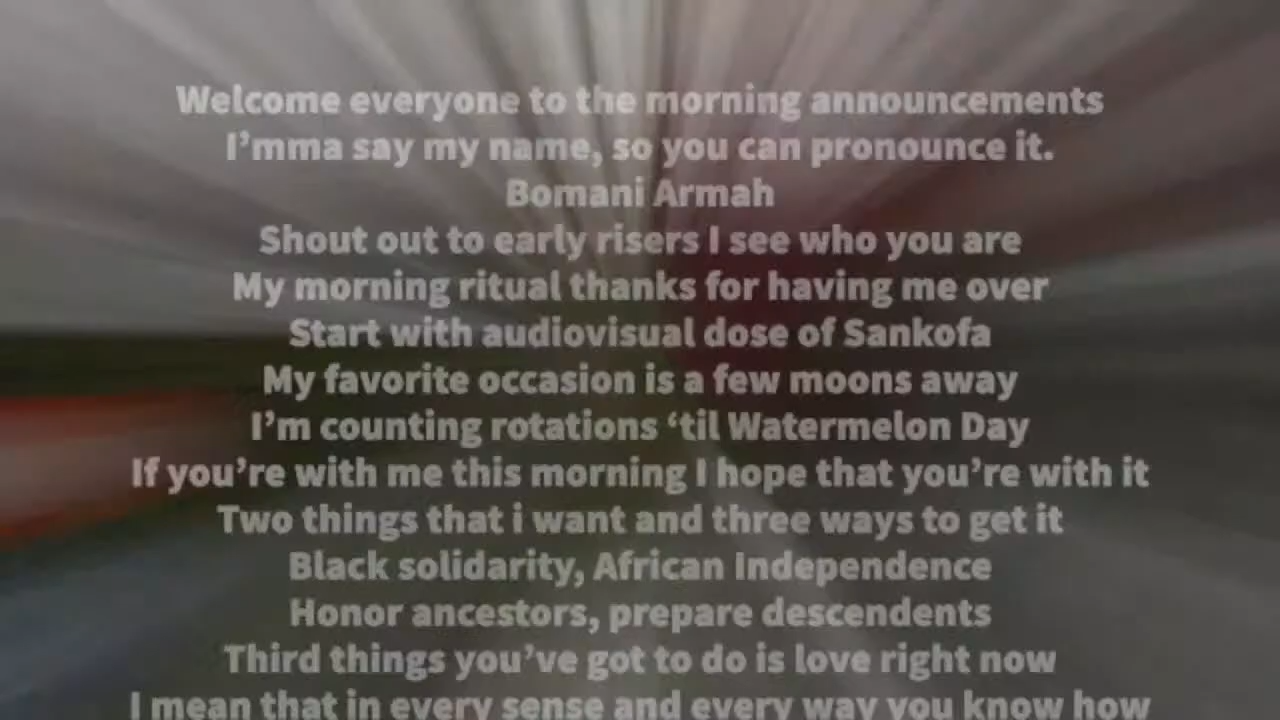 Welcome everyone to the morning announcements
I’mma say my name, so you can pronounce it.
Bomani Armah
Shout out to early risers I see who you are
My morning ritual thanks for having me over
Start with audiovisual dose of Sankofa
My favorite occasion is a few moons away
I’m counting rotations ‘til Watermelon Day
If you’re with me this morning I hope that you’re with it
Two things that i want and three ways to get it
Black solidarity, African Independence
Honor ancestors, prepare descendents
Third things you’ve got to do is love right now
I mean that in every sense and every way you know how